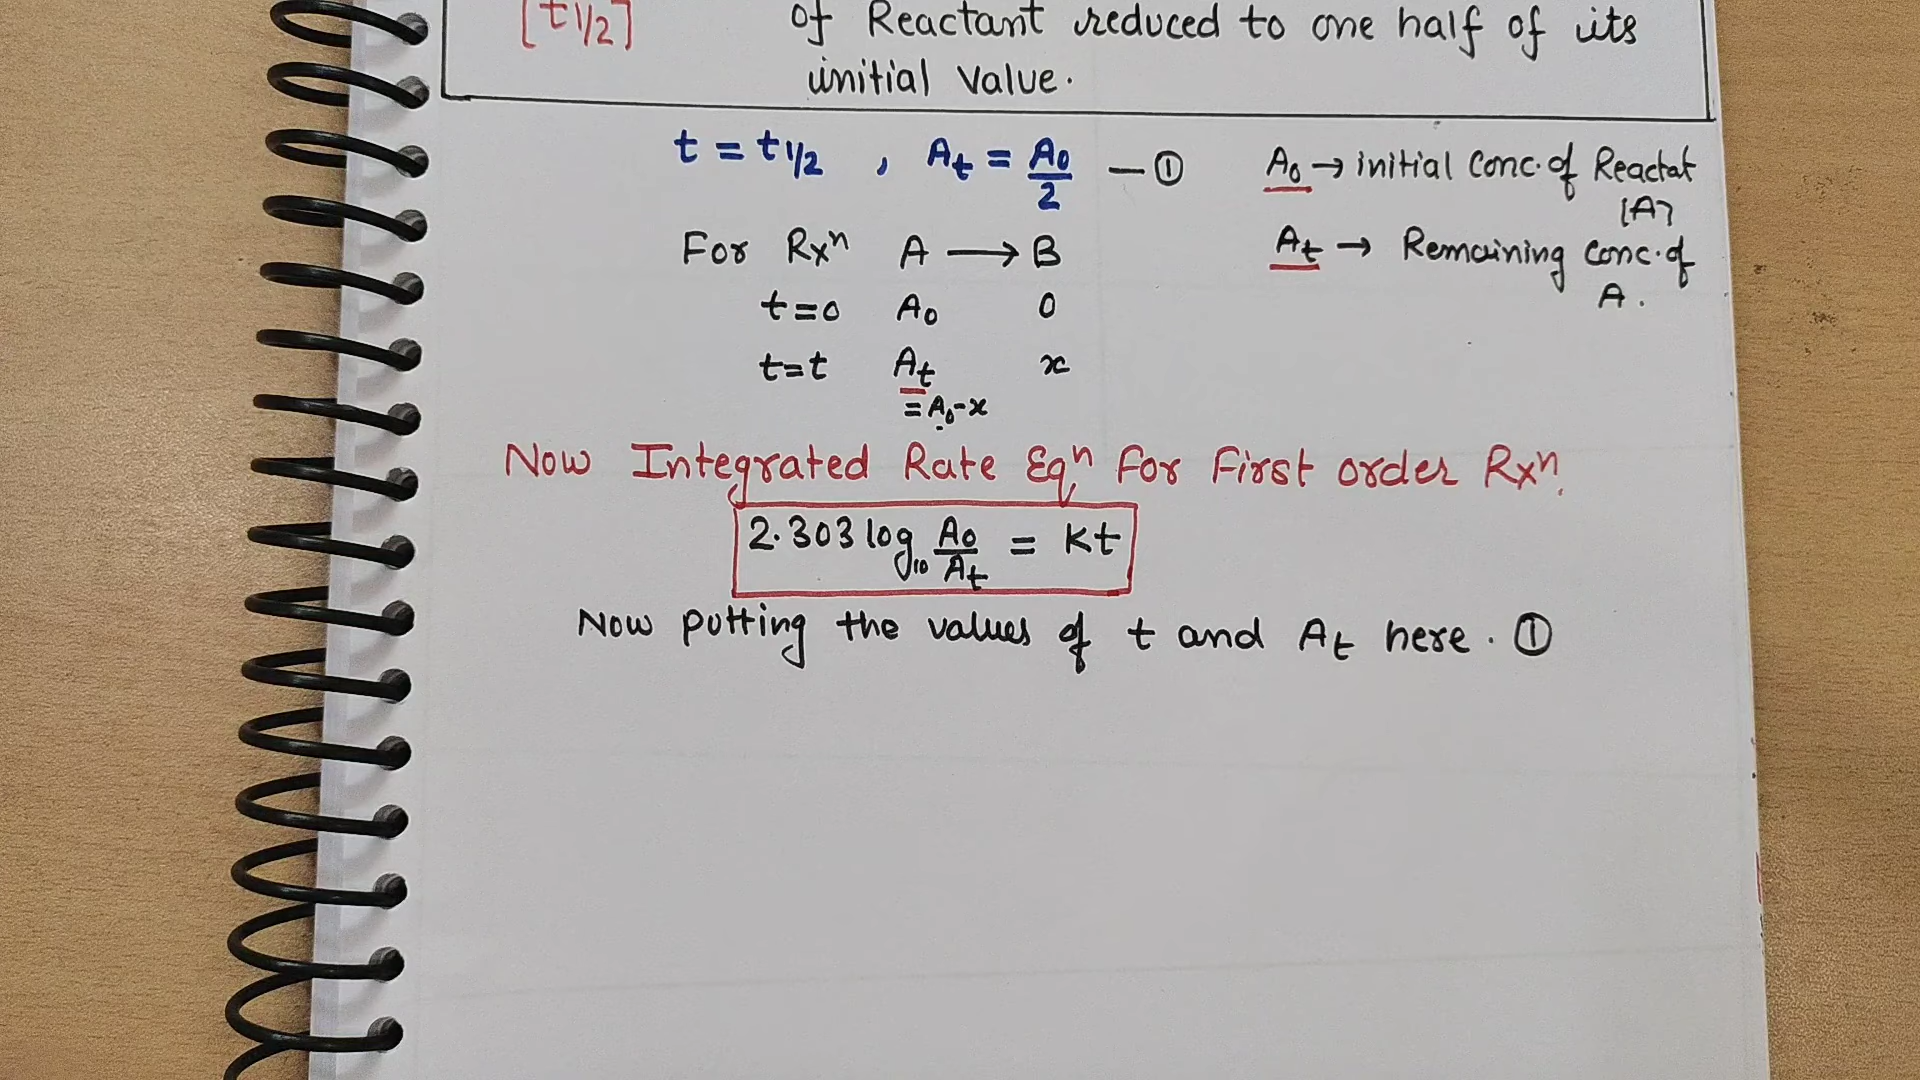 [t1/2] of Reactant reduced to one half of its
initial value.
t = t1/2 , At = A0/2 — ①
A0 → initial Conc. of Reactat
[A]
At → Remaining Conc. of
A.
For Rxⁿ A ⟶ B
t=0 A0 0
t=t At x
= A0-x
Now Integrated Rate Eqⁿ For First order Rxⁿ.
2.303 log10 A0/At = Kt
Now putting the values of t and At here. ①